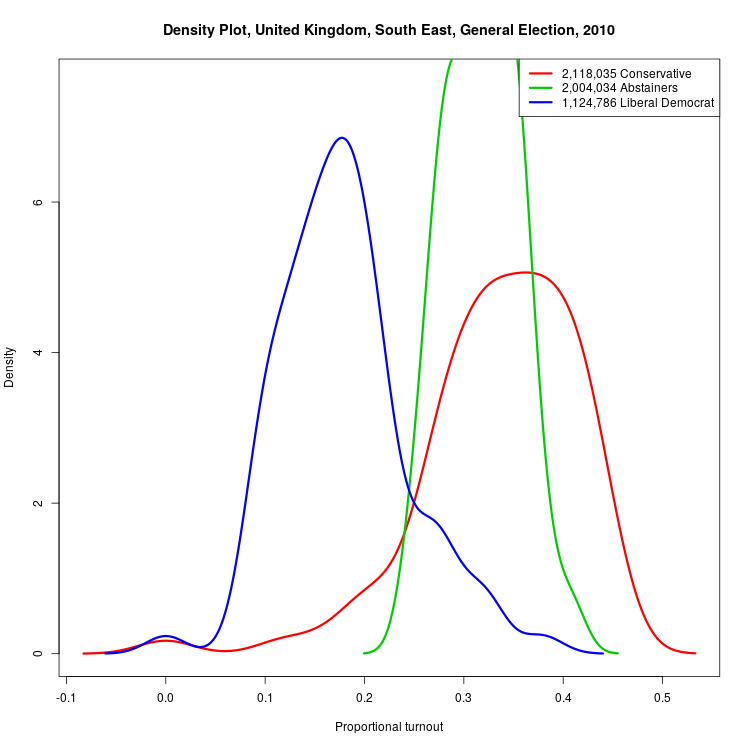 Density Plot, United Kingdom, South East, General Election, 2010
2,118,035 Conservative
2,004,034 Abstainers
1,124,786 Liberal Democrat
Density
6
4
2
0
-0.1 0.0 0.1 0.2 0.3 0.4 0.5
Proportional turnout